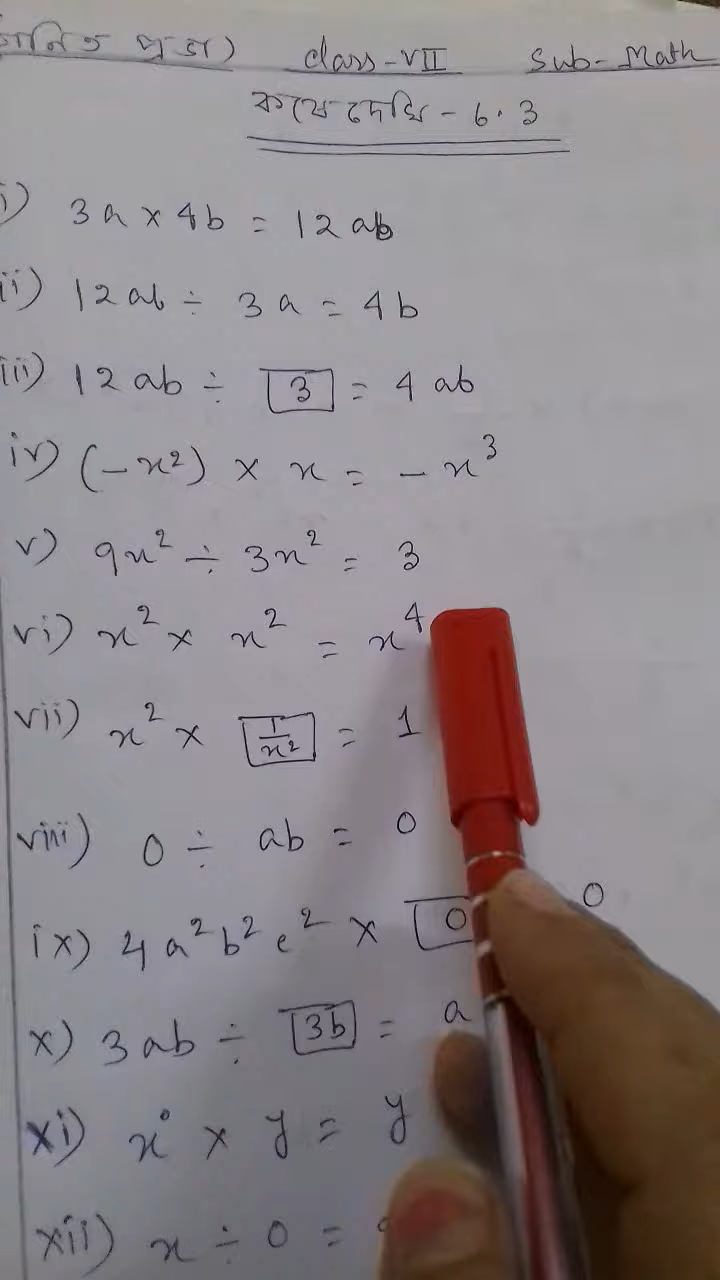 class-VII Sub-Math
কষে দেখি - 6.3
i) 3a × 4b = 12ab
ii) 12ab ÷ 3a = 4b
iii) 12ab ÷ 3 = 4ab
iv) (-x²) × x = -x³
v) 9x² ÷ 3x² = 3
vi) x² × x² = x⁴
vii) x² × 1/x² = 1
viii) 0 ÷ ab = 0
ix) 4a²b²c² × 0 0
x) 3ab ÷ 3b = a
xi) x⁰ × y = y
xii) x ÷ 0 =